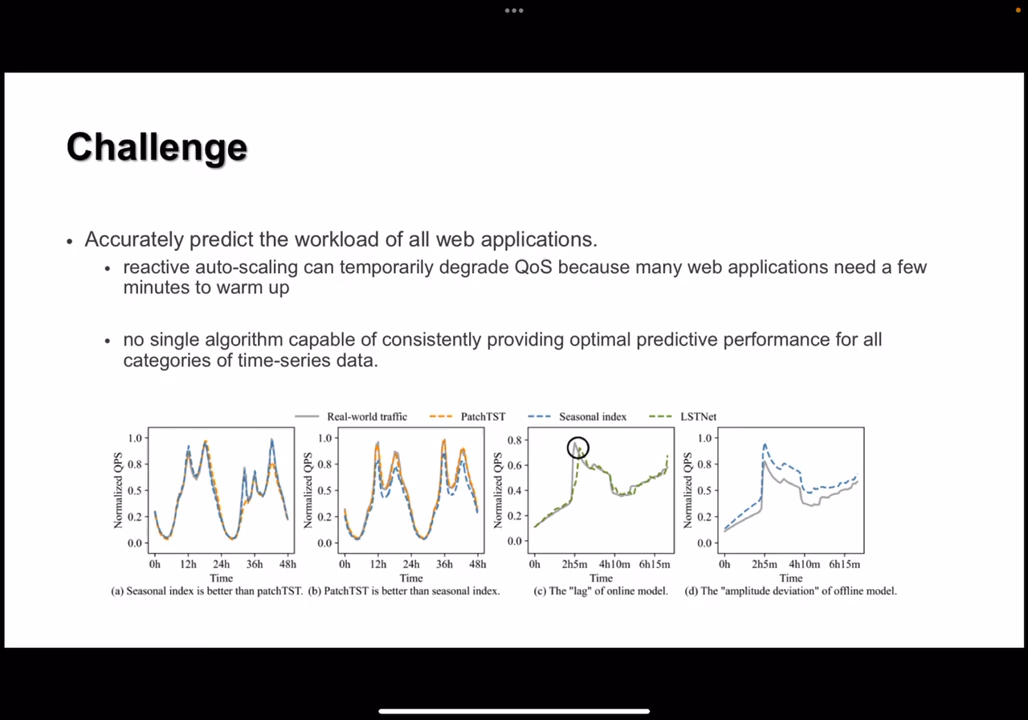 Challenge
• Accurately predict the workload of all web applications.
• reactive auto-scaling can temporarily degrade QoS because many web applications need a few
minutes to warm up
• no single algorithm capable of consistently providing optimal predictive performance for all
categories of time-series data.
Real-world traffic PatchTST Seasonal index LSTNet
Normalized QPS
1.0
0.8
0.5
0.2
0.0
0h 12h 24h 36h 48h
Time
(a) Seasonal index is better than patchTST.
Normalized QPS
1.0
0.8
0.5
0.2
0.0
0h 12h 24h 36h 48h
Time
(b) PatchTST is better than seasonal index.
Normalized QPS
0.8
0.6
0.4
0.2
0.0
0h 2h5m 4h10m 6h15m
Time
(c) The "lag" of online model.
Normalized QPS
1.0
0.8
0.5
0.2
0.0
0h 2h5m 4h10m 6h15m
Time
(d) The "amplitude deviation" of offline model.